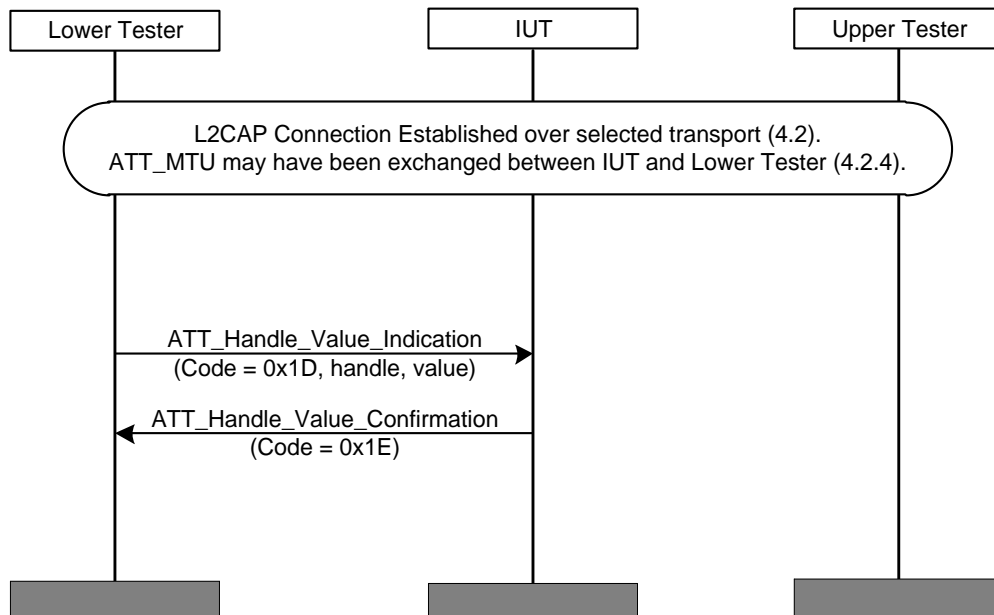 Lower Tester
IUT
Upper Tester
L2CAP Connection Established over selected transport (4.2).
ATT_MTU may have been exchanged between IUT and Lower Tester (4.2.4).
ATT_Handle_Value_Indication
(Code = 0x1D, handle, value)
ATT_Handle_Value_Confirmation
(Code = 0x1E)